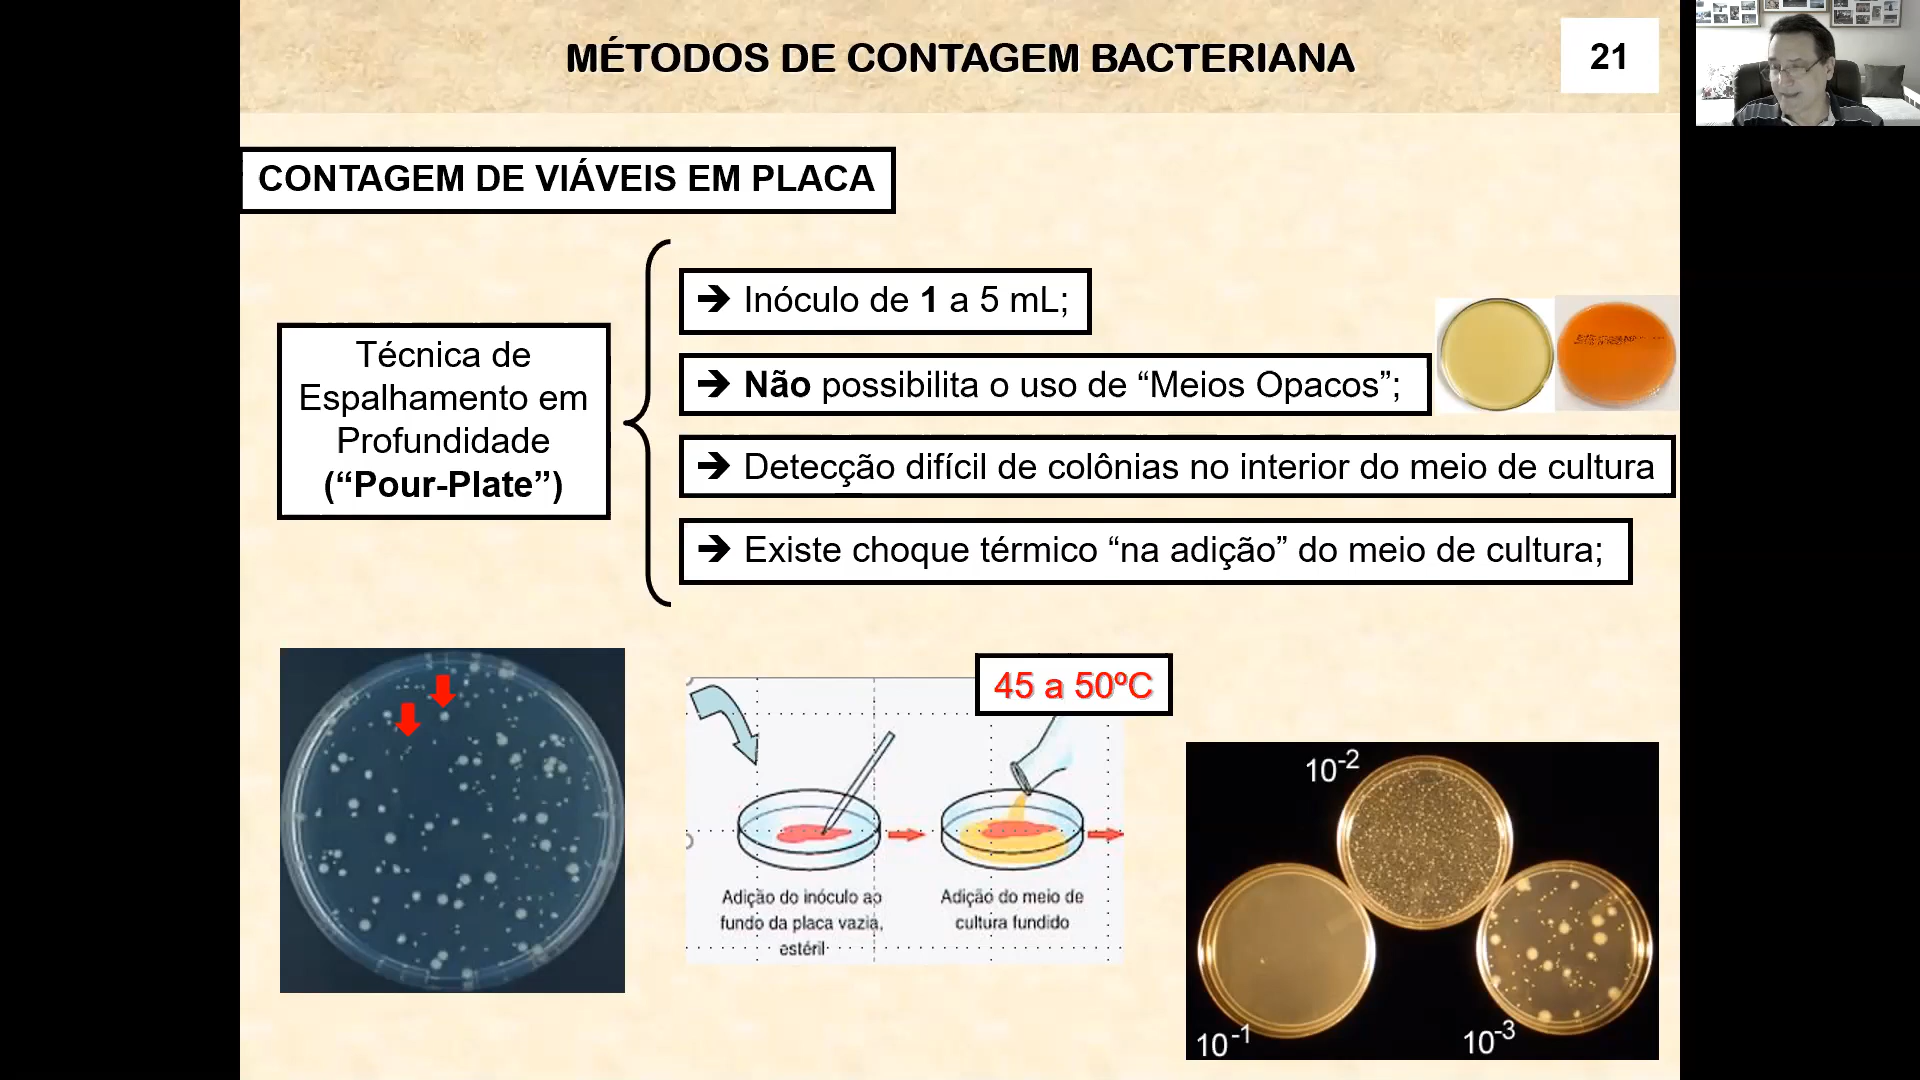 MÉTODOS DE CONTAGEM BACTERIANA
21
CONTAGEM DE VIÁVEIS EM PLACA
Técnica de
Espalhamento em
Profundidade
(“Pour-Plate”)
➔ Inóculo de 1 a 5 mL;
➔ Não possibilita o uso de “Meios Opacos”;
➔ Detecção difícil de colônias no interior do meio de cultura
➔ Existe choque térmico “na adição” do meio de cultura;
45 a 50ºC
Adição do inóculo ao
fundo da placa vazia,
estéril
Adição do meio de
cultura fundido
10-2
10-1
10-3